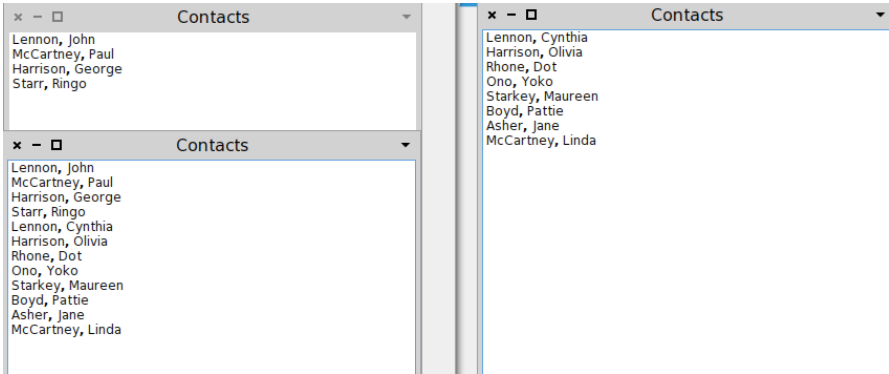 Contacts
Lennon, John
McCartney, Paul
Harrison, George
Starr, Ringo
Contacts
Lennon, John
McCartney, Paul
Harrison, George
Starr, Ringo
Lennon, Cynthia
Harrison, Olivia
Rhone, Dot
Ono, Yoko
Starkey, Maureen
Boyd, Pattie
Asher, Jane
McCartney, Linda
Contacts
Lennon, Cynthia
Harrison, Olivia
Rhone, Dot
Ono, Yoko
Starkey, Maureen
Boyd, Pattie
Asher, Jane
McCartney, Linda